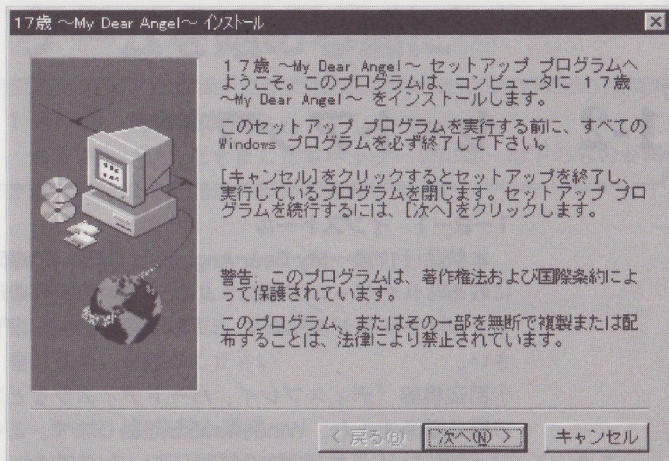 17歳 ～My Dear Angel～ インストール
１７歳 ～My Dear Angel～ セットアップ プログラムへ
ようこそ。このプログラムは、コンピュータに １７歳
～My Dear Angel～ をインストールします。
このセットアップ プログラムを実行する前に、すべての
Windows プログラムを必ず終了して下さい。
[キャンセル]をクリックするとセットアップを終了し、
実行しているプログラムを閉じます。セットアップ プロ
グラムを続行するには、[次へ]をクリックします。
警告: このプログラムは、著作権法および国際条約によ
って保護されています。
このプログラム、またはその一部を無断で複製または配
布することは、法律により禁止されています。
< 戻る(B)
次へ(N) >
キャンセル